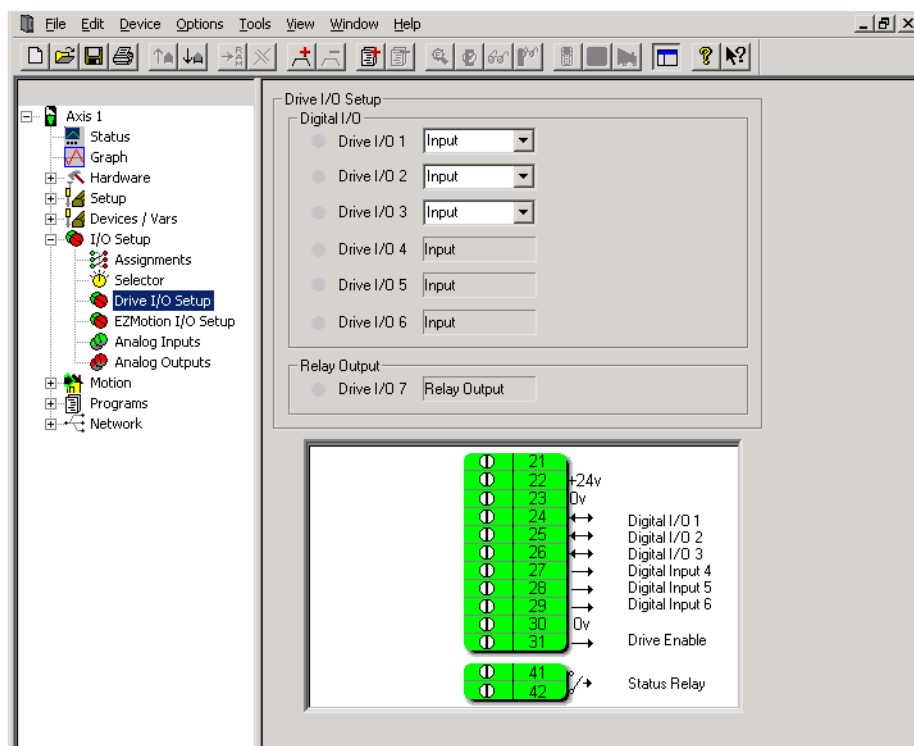 File Edit Device Options Tools View Window Help
Axis 1
Status
Graph
Hardware
Setup
Devices / Vars
I/O Setup
Assignments
Selector
Drive I/O Setup
EZMotion I/O Setup
Analog Inputs
Analog Outputs
Motion
Programs
Network
Drive I/O Setup
Digital I/O
Drive I/O 1 Input
Drive I/O 2 Input
Drive I/O 3 Input
Drive I/O 4 Input
Drive I/O 5 Input
Drive I/O 6 Input
Relay Output
Drive I/O 7 Relay Output
21
22 +24v
23 0v
24 Digital I/O 1
25 Digital I/O 2
26 Digital I/O 3
27 Digital Input 4
28 Digital Input 5
29 Digital Input 6
30 0v
31 Drive Enable
41
42 Status Relay